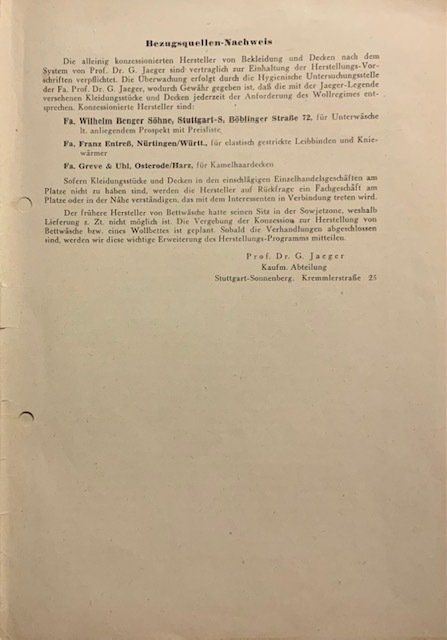 Bezugsquellen-Nachweis
Die alleinig konzessionierten Hersteller von Bekleidung und Decken nach dem
System von Prof. Dr. G. Jaeger sind vertraglich zur Einhaltung der Herstellungs-Vor-
schriften verpflichtet. Die Überwachung erfolgt durch die Hygienische Untersuchungsstelle
der Fa. Prof. Dr. G. Jaeger, wodurch Gewähr gegeben ist, daß die mit der Jaeger-Legende
versehenen Kleidungsstücke und Decken jederzeit der Anforderung des Wollregimes ent-
sprechen. Konzessionierte Hersteller sind:
Fa. Wilhelm Benger Söhne, Stuttgart-S, Böblinger Straße 72, für Unterwäsche
lt. anliegendem Prospekt mit Preisliste
Fa. Franz Entreß, Nürtingen/Württ., für elastisch gestrickte Leibbinden und Knie-
wärmer
Fa. Greve & Uhl, Osterode/Harz, für Kamelhaardecken
Sofern Kleidungsstücke und Decken in den einschlägigen Einzelhandelsgeschäften am
Platze nicht zu haben sind, werden die Hersteller auf Rückfrage ein Fachgeschäft am
Platze oder in der Nähe verständigen, das mit dem Interessenten in Verbindung treten wird.
Der frühere Hersteller von Bettwäsche hatte seinen Sitz in der Sowjetzone, weshalb
Lieferung z. Zt. nicht möglich ist. Die Vergebung der Konzession zur Herstellung von
Bettwäsche bzw. eines Wollbettes ist geplant. Sobald die Verhandlungen abgeschlossen
sind, werden wir diese wichtige Erweiterung des Herstellungs-Programms mitteilen.
Prof. Dr. G. Jaeger
Kaufm. Abteilung
Stuttgart-Sonnenberg, Kremmlerstraße 25